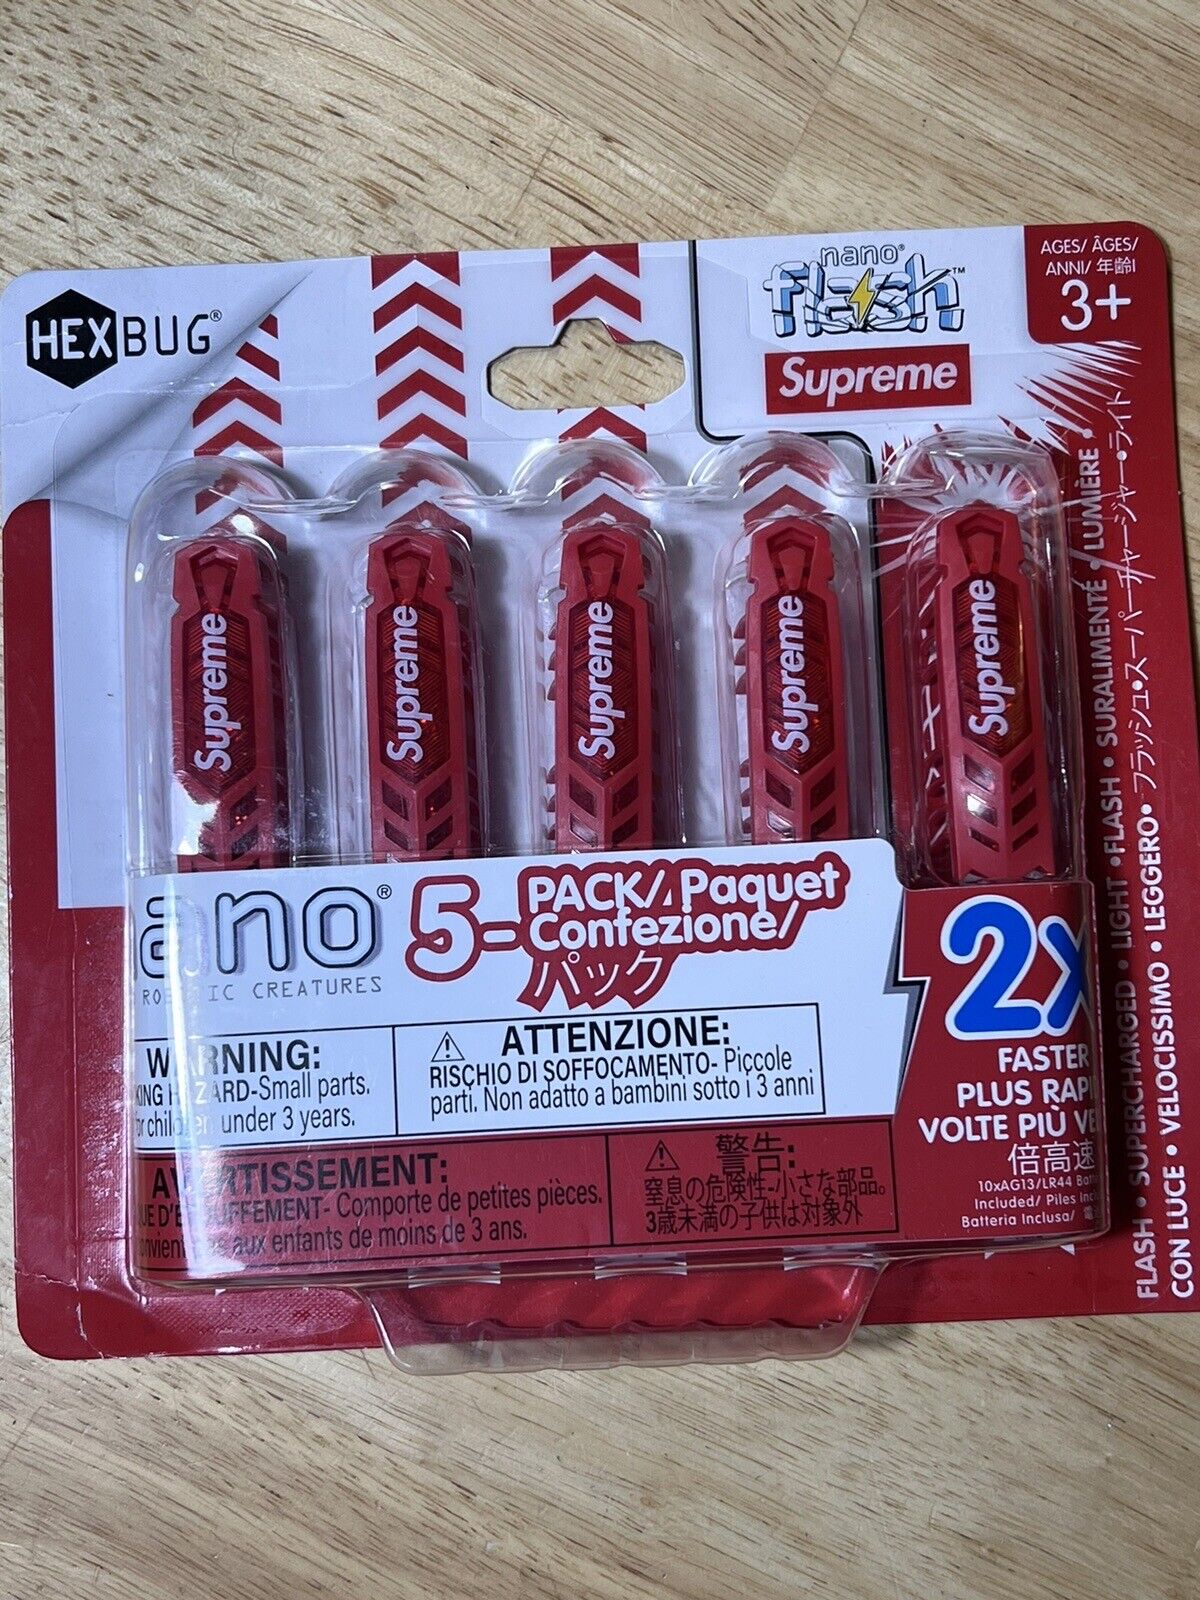 HEXBUG®
nano®
flash™
Supreme
AGES/ ÂGES/
ANNI/ 年齢
3+
Supreme
Supreme
Supreme
Supreme
Supreme
ano®
CREATURES
5-PACK/ Paquet
Confezione/
パック
2x
FASTER
PLUS
VOLTE PIÙ
倍高速
10xAG13/LR44
Included/ Piles
Batteria Inclusa/
WARNING:
HAZARD-Small parts.
children under 3 years.
ATTENZIONE:
RISCHIO DI SOFFOCAMENTO- Piccole
parti. Non adatto a bambini sotto i 3 anni
AVERTISSEMENT:
- Comporte de petites pièces.
aux enfants de moins de 3 ans.
警告:
窒息の危険性-小さな部品。
3歳未満の子供は対象外
FLASH • SUPERCHARGED • LIGHT •FLASH • SURALIMENTÉ • LUMIÈRE •
CON LUCE • VELOCISSIMO • LEGGERO• フラッシュ•スーパーチャージャー•ライト